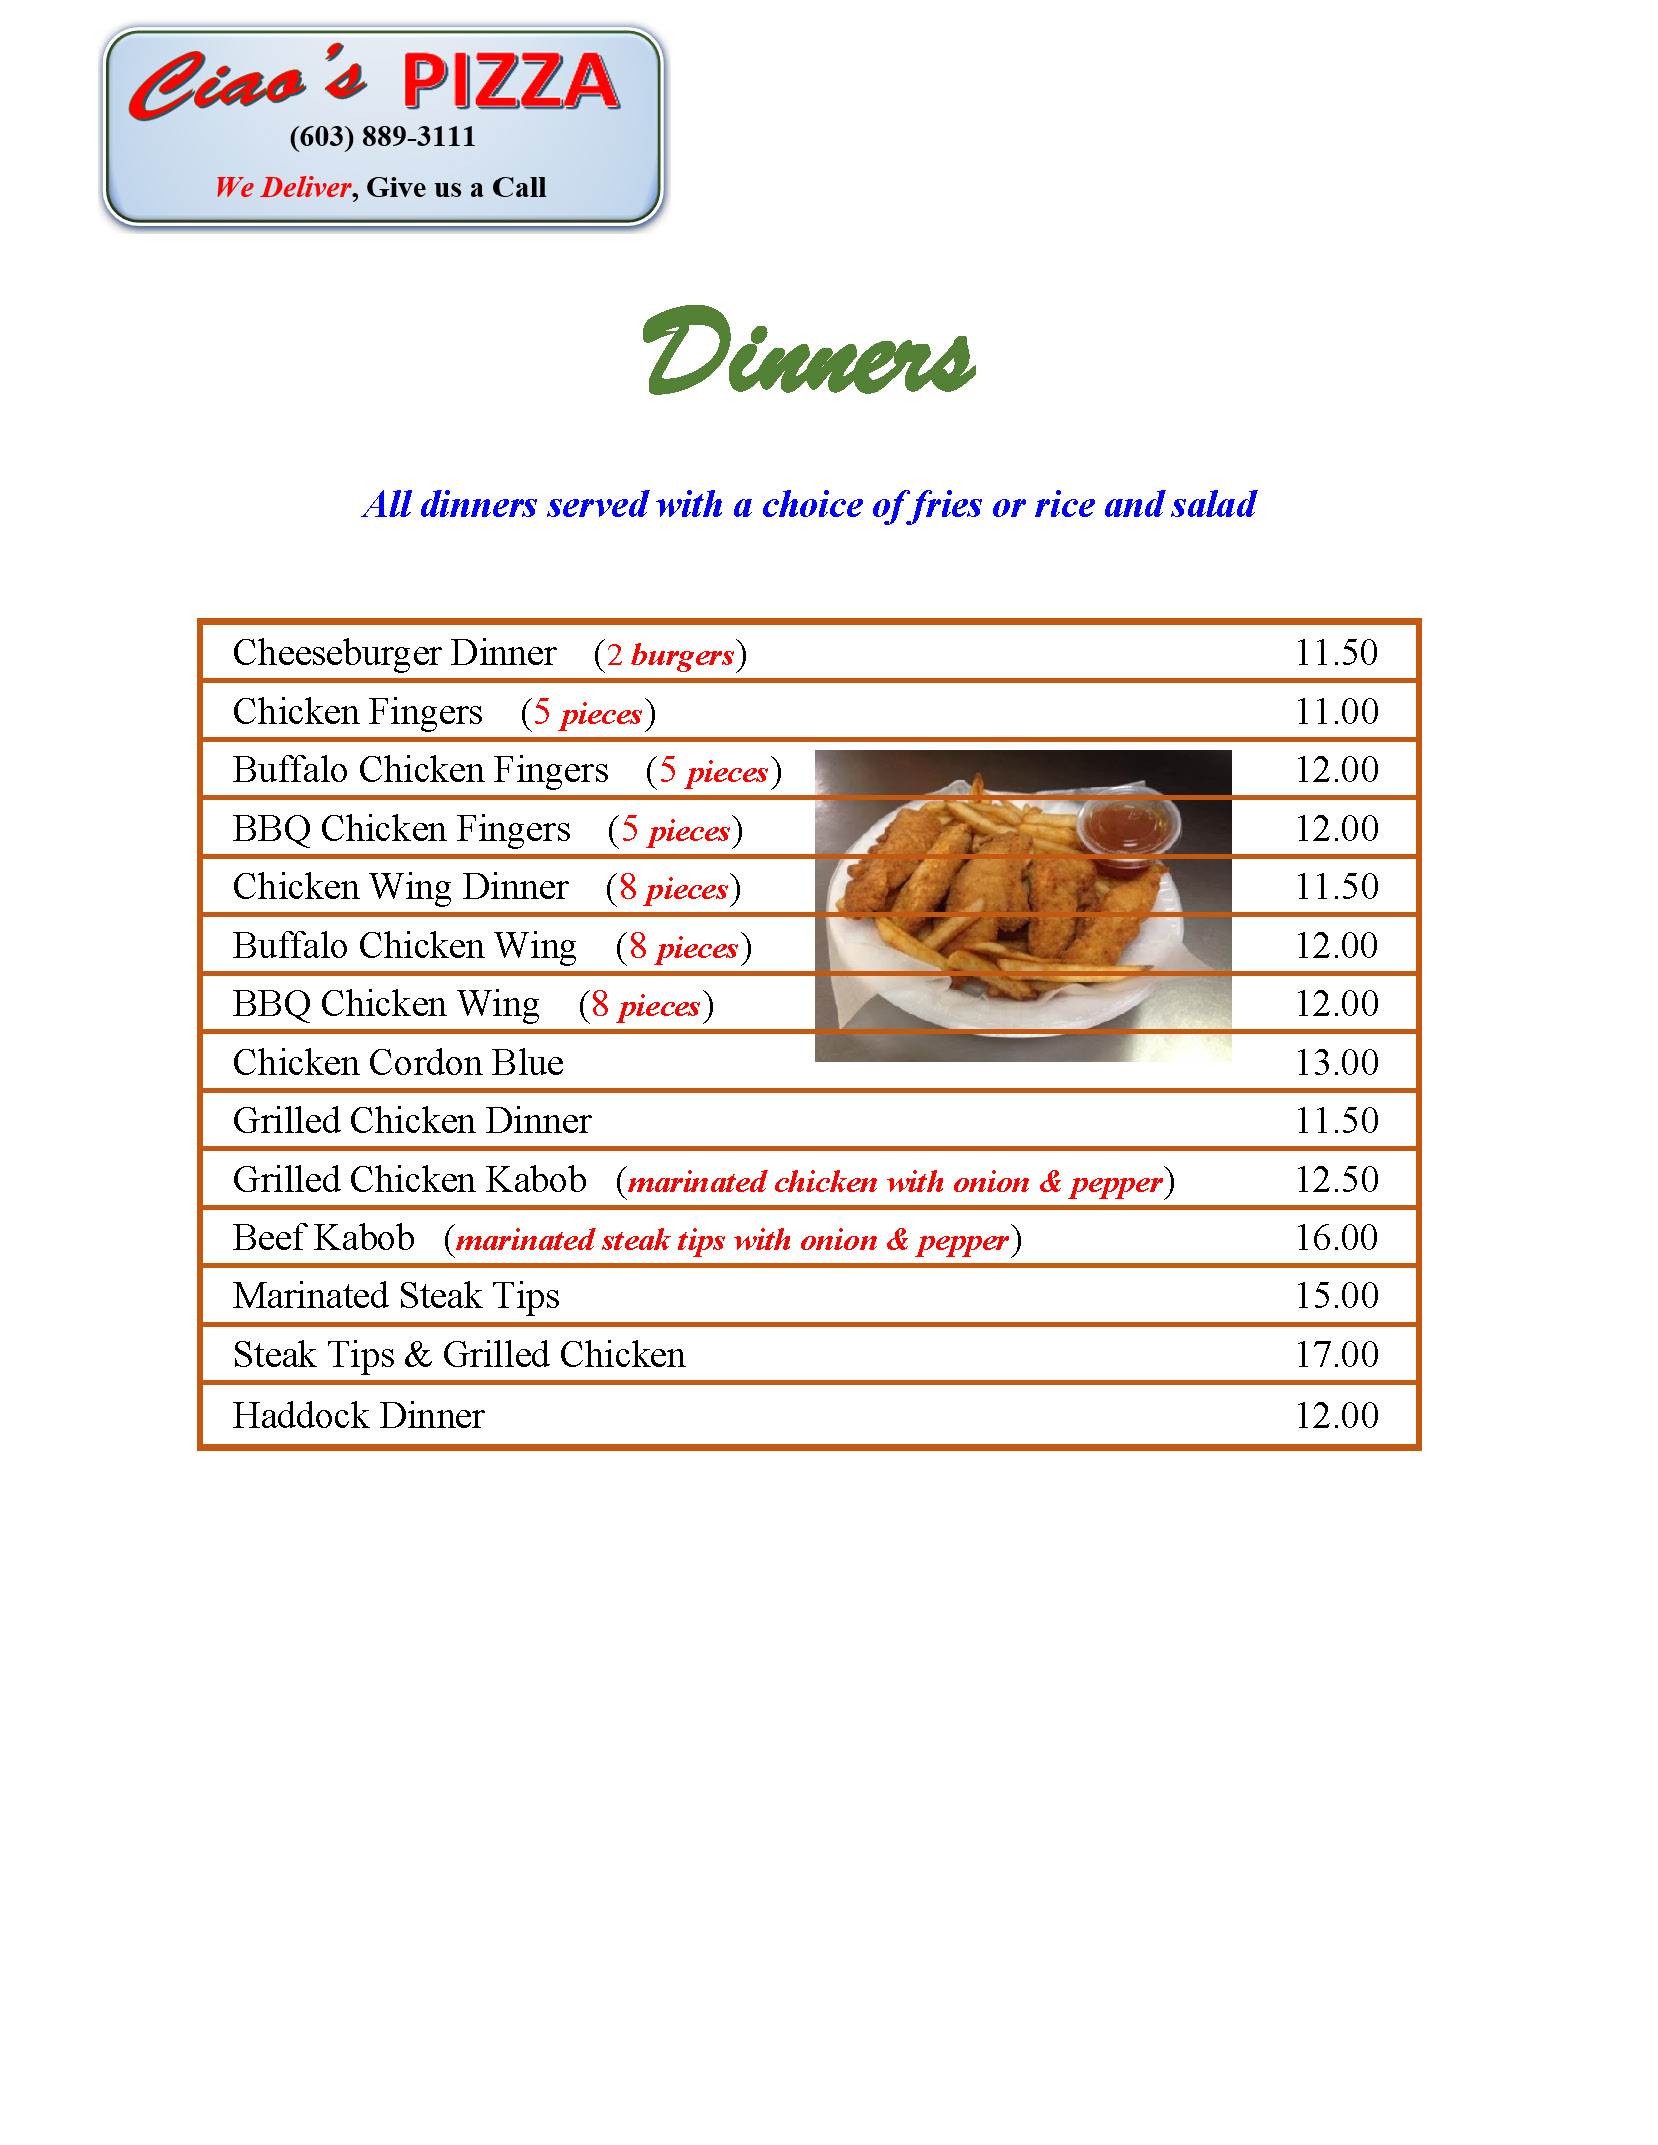 Ciao's PIZZA
(603) 889-3111
We Deliver, Give us a Call
Dinners
All dinners served with a choice of fries or rice and salad
Cheeseburger Dinner (2 burgers) 11.50
Chicken Fingers (5 pieces) 11.00
Buffalo Chicken Fingers (5 pieces) 12.00
BBQ Chicken Fingers (5 pieces) 12.00
Chicken Wing Dinner (8 pieces) 11.50
Buffalo Chicken Wing (8 pieces) 12.00
BBQ Chicken Wing (8 pieces) 12.00
Chicken Cordon Blue 13.00
Grilled Chicken Dinner 11.50
Grilled Chicken Kabob (marinated chicken with onion & pepper) 12.50
Beef Kabob (marinated steak tips with onion & pepper) 16.00
Marinated Steak Tips 15.00
Steak Tips & Grilled Chicken 17.00
Haddock Dinner 12.00